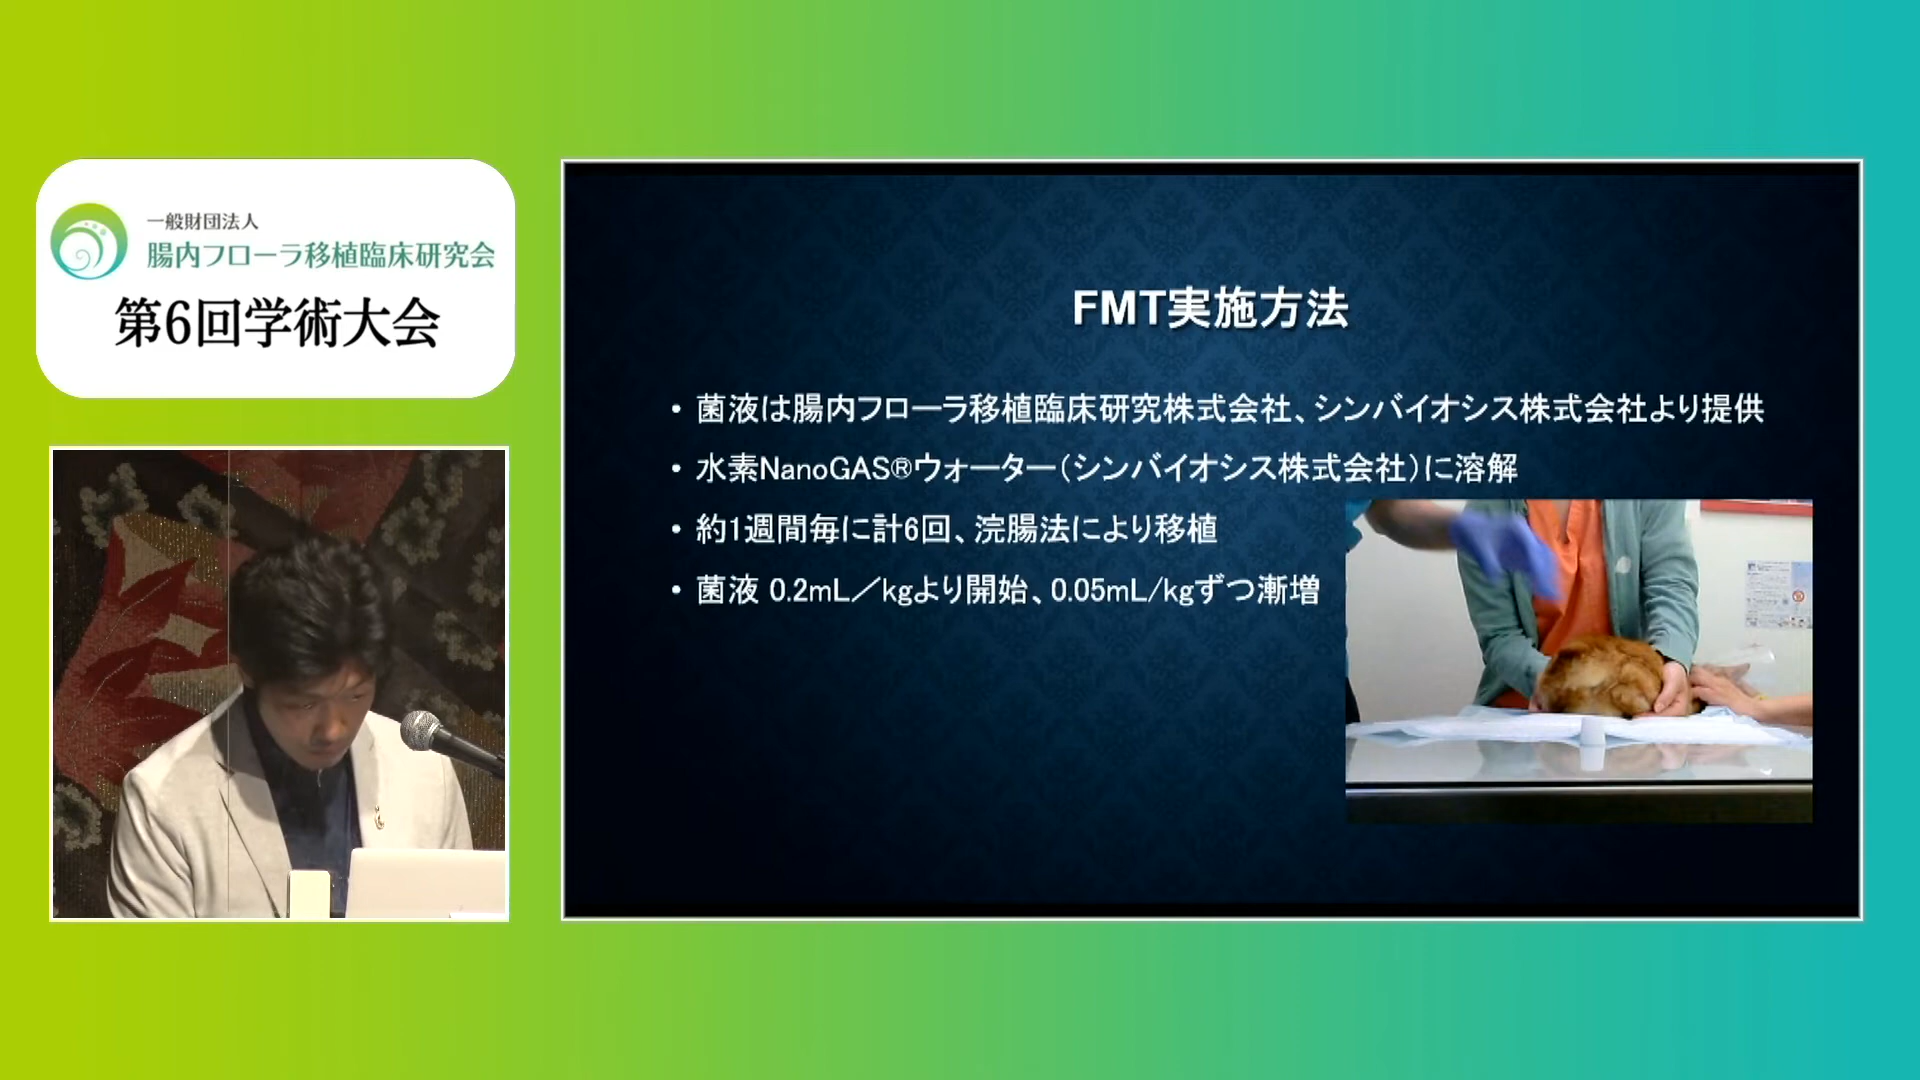 一般財団法人
腸内フローラ移植臨床研究会
第6回学術大会
FMT実施方法
• 菌液は腸内フローラ移植臨床研究株式会社、シンバイオシス株式会社より提供
• 水素NanoGAS®ウォーター（シンバイオシス株式会社）に溶解
• 約1週間毎に計6回、浣腸法により移植
• 菌液 0.2mL／kgより開始、0.05mL/kgずつ漸増